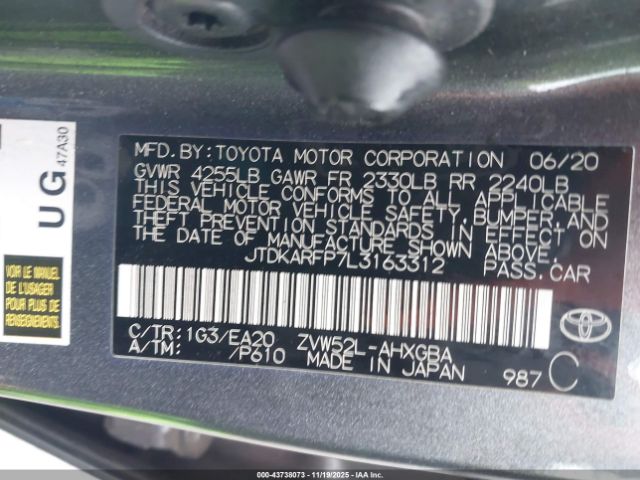 MFD. BY: TOYOTA MOTOR CORPORATION 06/20
GVWR 4255LB GAWR FR 2330LB RR 2240LB
THIS VEHICLE CONFORMS TO ALL APPLICABLE
FEDERAL MOTOR VEHICLE SAFETY, BUMPER, AND
THEFT PREVENTION STANDARDS IN EFFECT ON
THE DATE OF MANUFACTURE SHOWN ABOVE.
JTDKARFP7L3163312 PASS.CAR
C/TR: 1G3/EA20 ZVW52L-AHXGBA
A/TM: /P610 MADE IN JAPAN
987 C
UG
47A30
VOIR LE MANUEL
DE L'USAGER
POUR PLUS DE
RENSEIGNEMENTS.
IAA
Stock No - 43738073 - 11/19/2025 - IAA Inc.